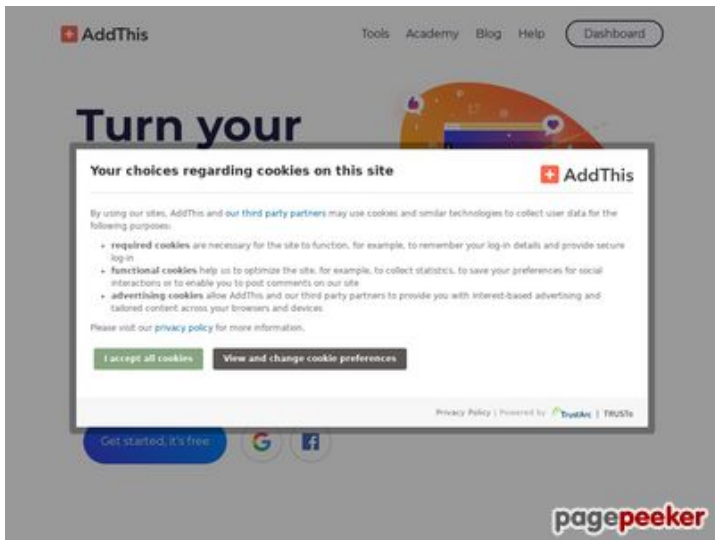 AddThis
Tools Academy Blog Help Dashboard
Turn your
Your choices regarding cookies on this site
AddThis
By using our sites, AddThis and our third party partners may use cookies and similar technologies to collect user data for the
following purposes:
required cookies are necessary for the site to function, for example, to remember your log-in details and provide secure
log-in
functional cookies help us to optimize the site, for example, to collect statistics, to save your preferences for social
interactions or to enable you to post comments on our site
advertising cookies allow AddThis and our third party partners to provide you with interest-based advertising and
tailored content across your browsers and devices
Please visit our privacy policy for more information.
I accept all cookies View and change cookie preferences
Privacy Policy | Powered by TrustArc | TRUSTe
Get started, it's free
pagepeeker